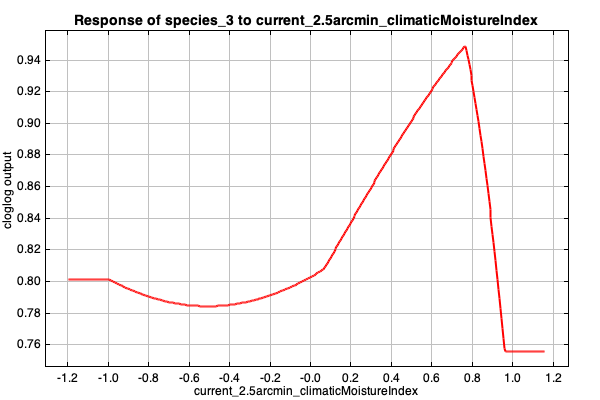 Response of species_3 to current_2.5arcmin_climaticMoistureIndex
cloglog output
0.94
0.92
0.90
0.88
0.86
0.84
0.82
0.80
0.78
0.76
-1.2 -1.0 -0.8 -0.6 -0.4 -0.2 -0.0 0.2 0.4 0.6 0.8 1.0 1.2
current_2.5arcmin_climaticMoistureIndex